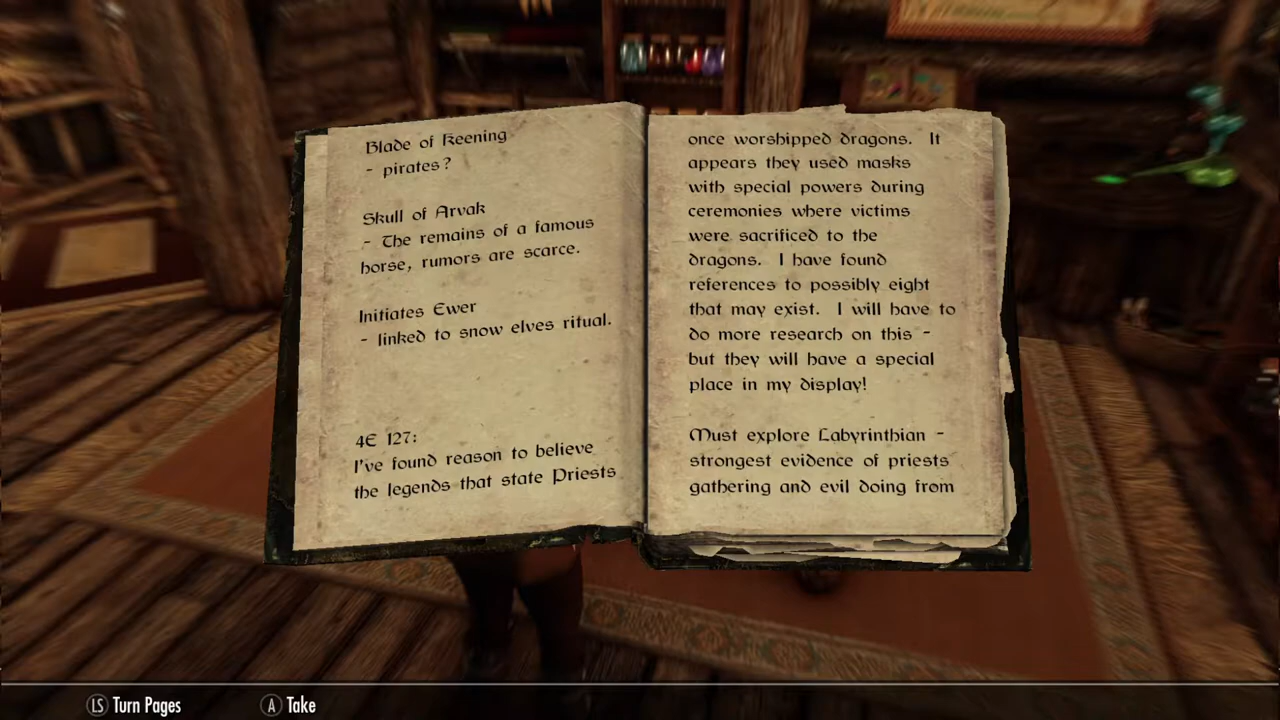 Blade of Keening
- pirates?
Skull of Arvak
- The remains of a famous
horse, rumors are scarce.
Initiates Ewer
- linked to snow elves ritual.
4E 127:
I've found reason to believe
the legends that state Priests
once worshipped dragons. It
appears they used masks
with special powers during
ceremonies where victims
were sacrificed to the
dragons. I have found
references to possibly eight
that may exist. I will have to
do more research on this -
but they will have a special
place in my display!
Must explore Labyrinthian -
strongest evidence of priests
gathering and evil doing from
LS Turn Pages
A Take